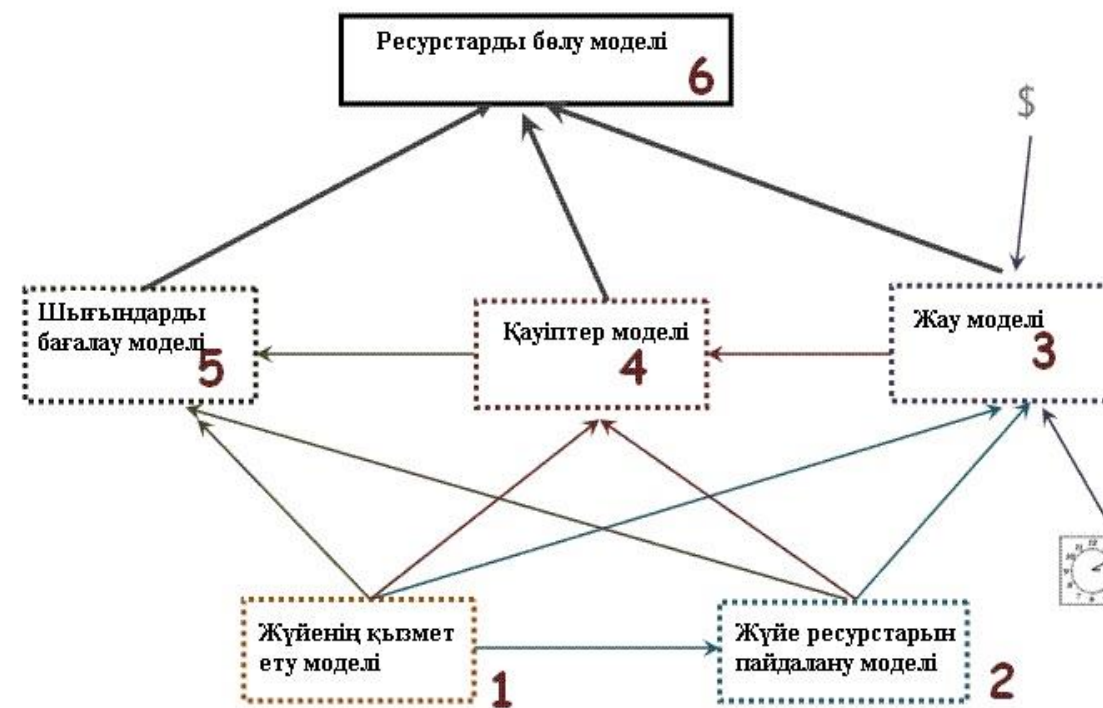 Ресурстарды бөлу моделі
6
$
Шығындарды
бағалау моделі
5
Қауіптер моделі
4
Жау моделі
3
Жүйенің қызмет
ету моделі
1
Жүйе ресурстарын
пайдалану моделі
2